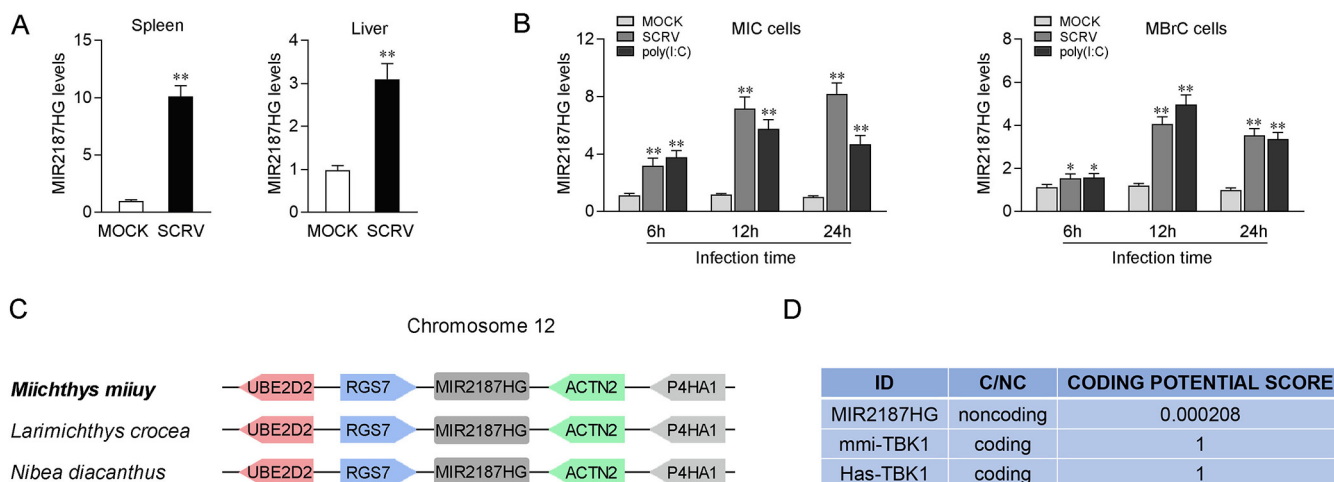 A
Spleen
MIR2187HG levels
15
10
5
0
**
MOCK SCRV
Liver
MIR2187HG levels
4
3
2
1
0
**
MOCK SCRV
B
MOCK
SCRV
poly(I:C)
MIC cells
MIR2187HG levels
12
8
4
0
** **
** **
** **
6h 12h 24h
Infection time
MOCK
SCRV
poly(I:C)
MBrC cells
MIR2187HG levels
8
6
4
2
0
* *
** **
** **
6h 12h 24h
Infection time
C
Chromosome 12
Miichthys miiuy UBE2D2 RGS7 MIR2187HG ACTN2 P4HA1
Larimichthys crocea UBE2D2 RGS7 MIR2187HG ACTN2 P4HA1
Nibea diacanthus UBE2D2 RGS7 MIR2187HG ACTN2 P4HA1
D
ID C/NC CODING POTENTIAL SCORE
MIR2187HG noncoding 0.000208
mmi-TBK1 coding 1
Has-TBK1 coding 1